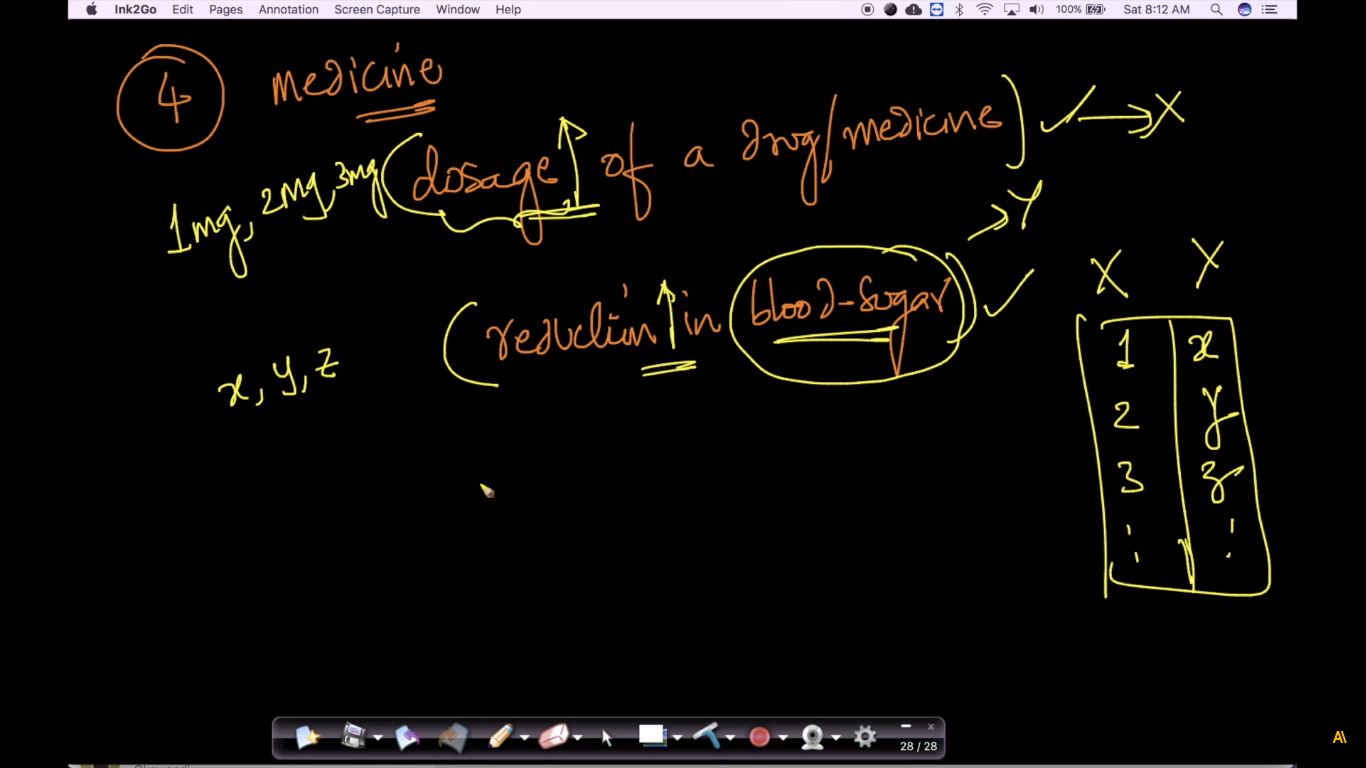 Ink2Go Edit Pages Annotation Screen Capture Window Help 100% Sat 8:12 AM
4 medicine
dosage of a drug/medicine → X
1mg, 2mg, 3mg
→ Y
reduction in blood-sugar
X Y
1 x
2 y
3 z
x, y, z
28 / 28